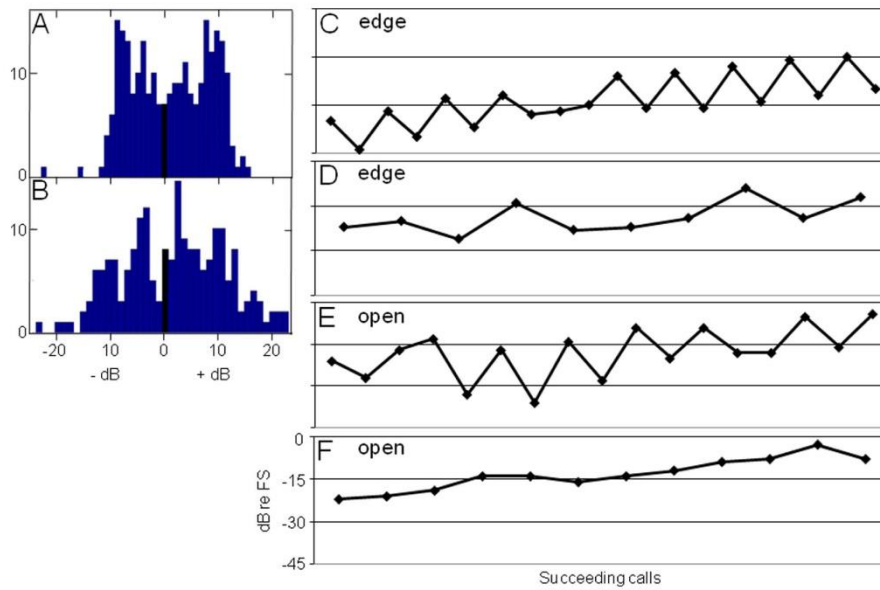 A
10
0
B
10
0
-20 10 0 10 20
- dB + dB
C edge
D edge
E open
F open
0
-15
-30
-45
dB re FS
Succeeding calls